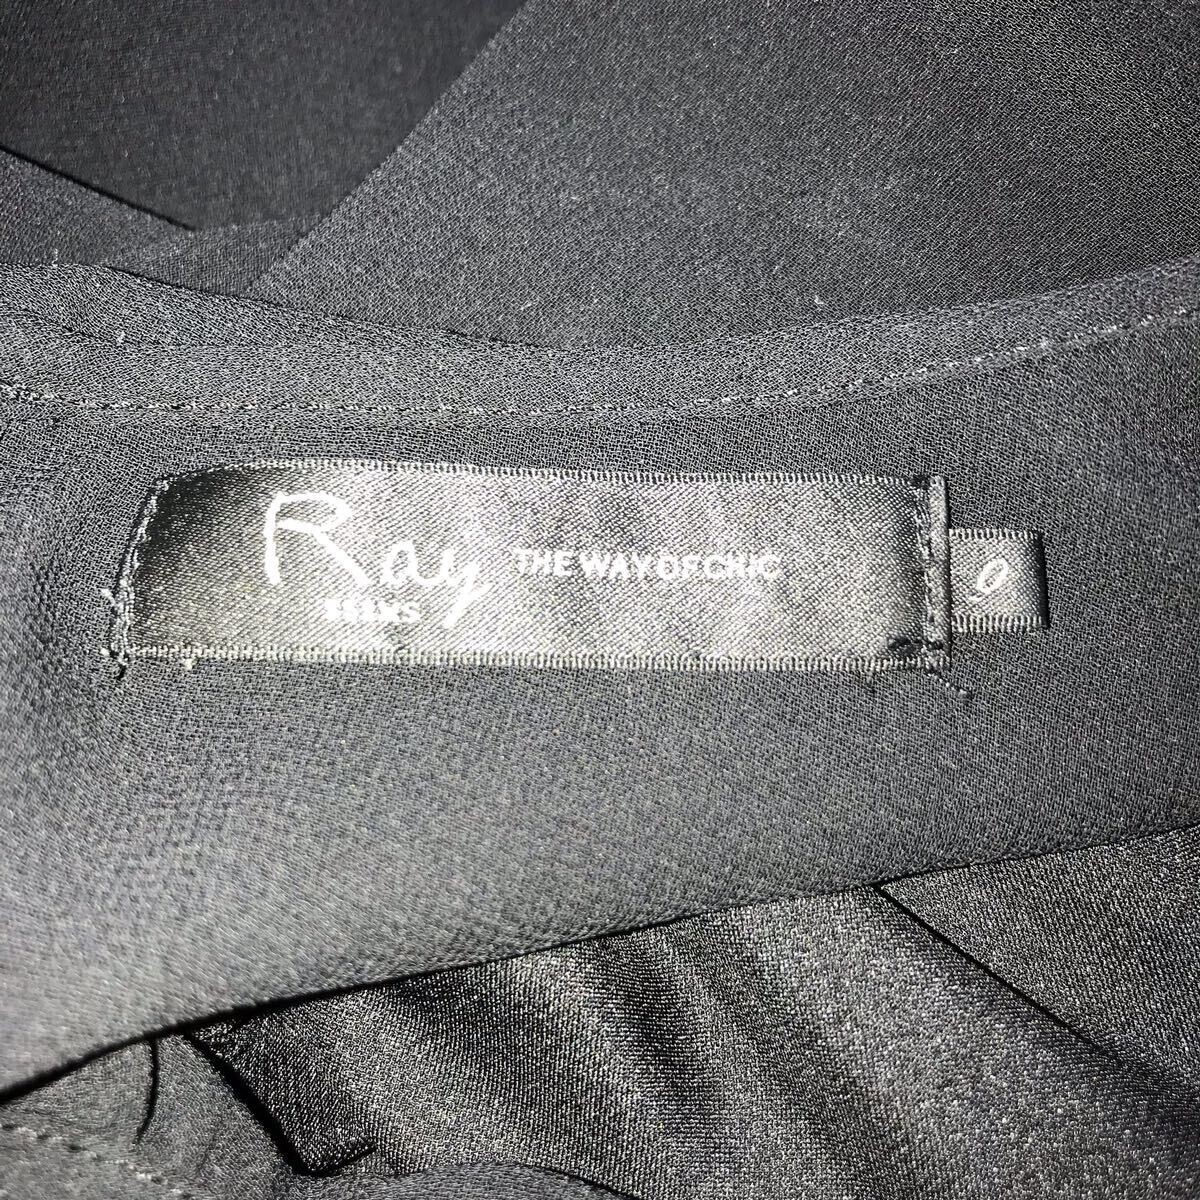 Ray THE WAY OF CHIC
BEAMS
0